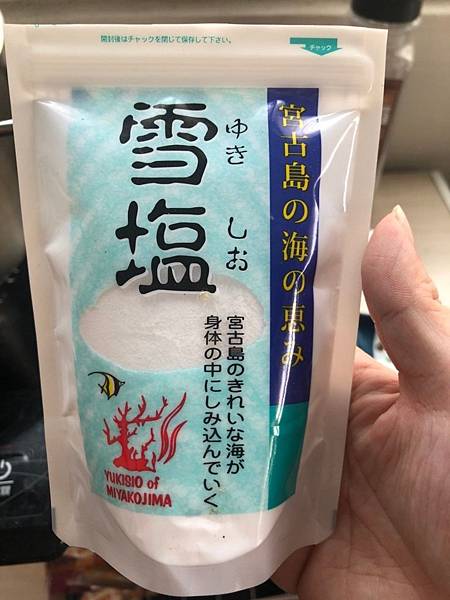 開封後はチャックを閉じて保存して下さい。
チャック
宮古島の海の恵み
雪塩
ゆき しお
宮古島のきれいな海が
身体の中にしみ込んでいく。
YUKISIO of
MIYAKOJIMA